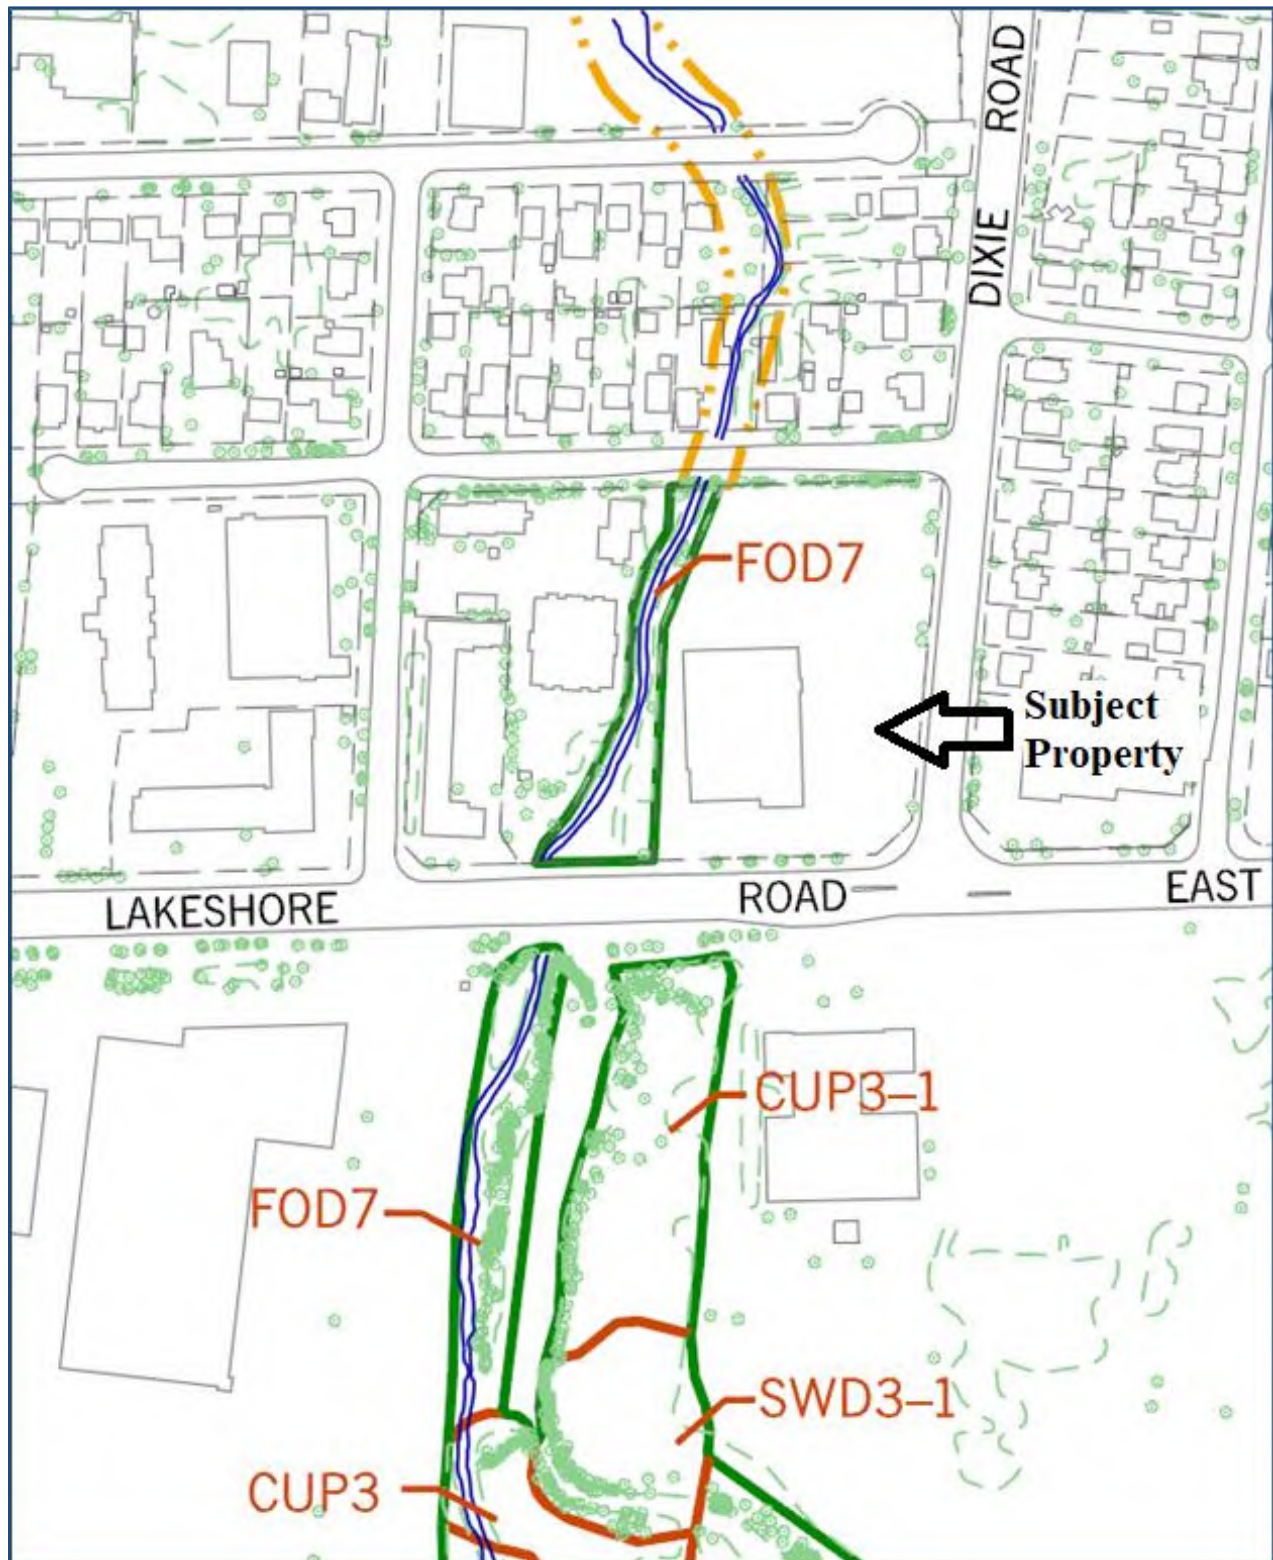 DIXIE ROAD
FOD7
Subject
Property
LAKESHORE ROAD EAST
CUP3–1
FOD7
SWD3–1
CUP3